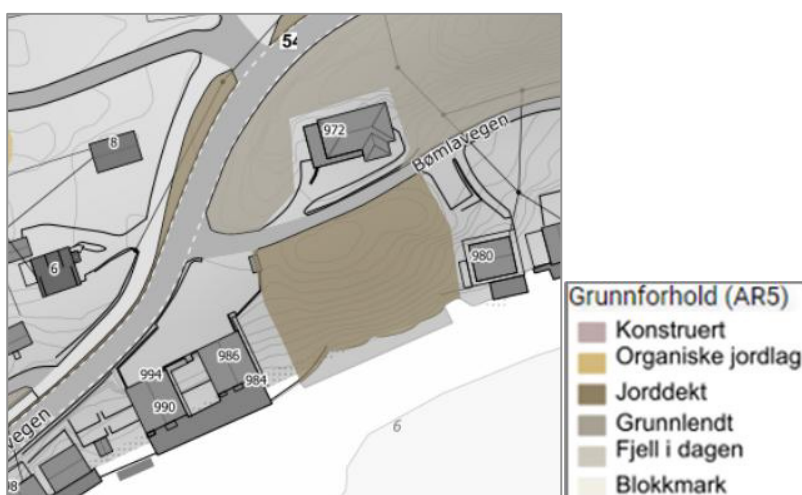 54
972
Bømlavegen
8
6
980
986
994
984
990
vegen
98
6
Grunnforhold (AR5)
Konstruert
Organiske jordlag
Jorddekt
Grunnlendt
Fjell i dagen
Blokkmark